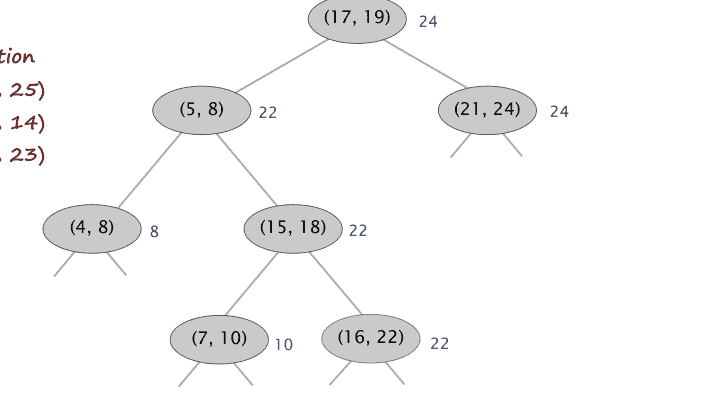 (17, 19) 24
tion
, 25)
(5, 8) 22
(21, 24) 24
, 14)
, 23)
(4, 8) 8
(15, 18) 22
(7, 10) 10
(16, 22) 22